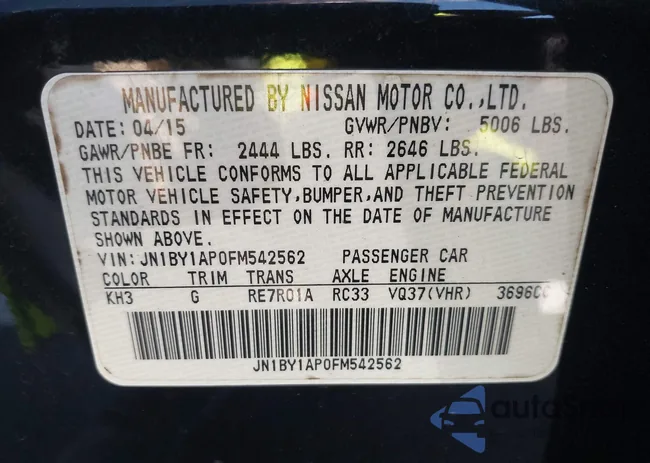 MANUFACTURED BY NISSAN MOTOR CO.,LTD.
DATE: 04/15 GVWR/PNBV: 5006 LBS.
GAWR/PNBE FR: 2444 LBS. RR: 2646 LBS.
THIS VEHICLE CONFORMS TO ALL APPLICABLE FEDERAL
MOTOR VEHICLE SAFETY,BUMPER,AND THEFT PREVENTION
STANDARDS IN EFFECT ON THE DATE OF MANUFACTURE
SHOWN ABOVE.
VIN:JN1BY1AP0FM542562 PASSENGER CAR
COLOR TRIM TRANS AXLE ENGINE
KH3 G RE7R01A RC33 VQ37(VHR) 3696CC
JN1BY1AP0FM542562